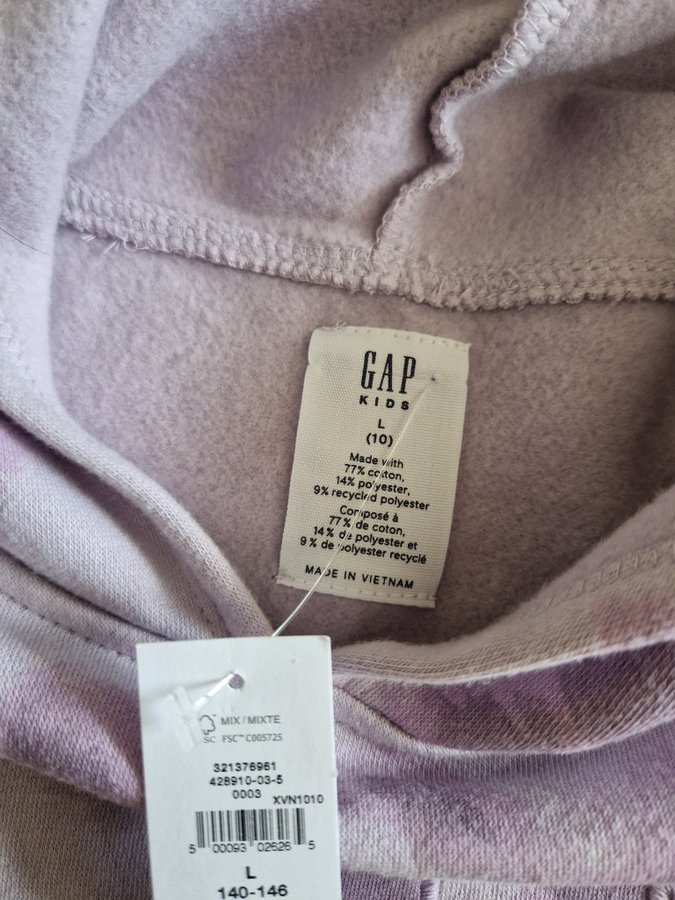 GAP
KIDS
L
(10)
Made with
77% cotton,
14% polyester,
9% recycled polyester
Composé à
77% de coton,
14% de polyester et
9% de polyester recyclé
MADE IN VIETNAM
MIX / MIXTE
FSC™ C005725
321376961
428910-03-5
0003
XVN1010
5 00093 02626 5
L
140-146